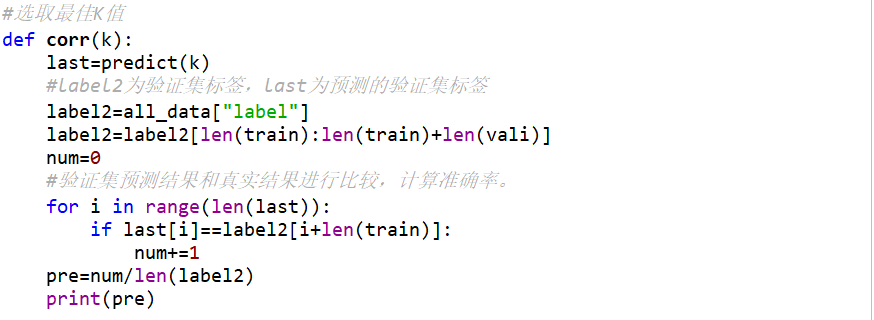 #选取最佳K值
def corr(k):
    last=predict(k)
    #label2为验证集标签，last为预测的验证集标签
    label2=all_data["label"]
    label2=label2[len(train):len(train)+len(vali)]
    num=0
    #验证集预测结果和真实结果进行比较，计算准确率。
    for i in range(len(last)):
        if last[i]==label2[i+len(train)]:
            num+=1
    pre=num/len(label2)
    print(pre)